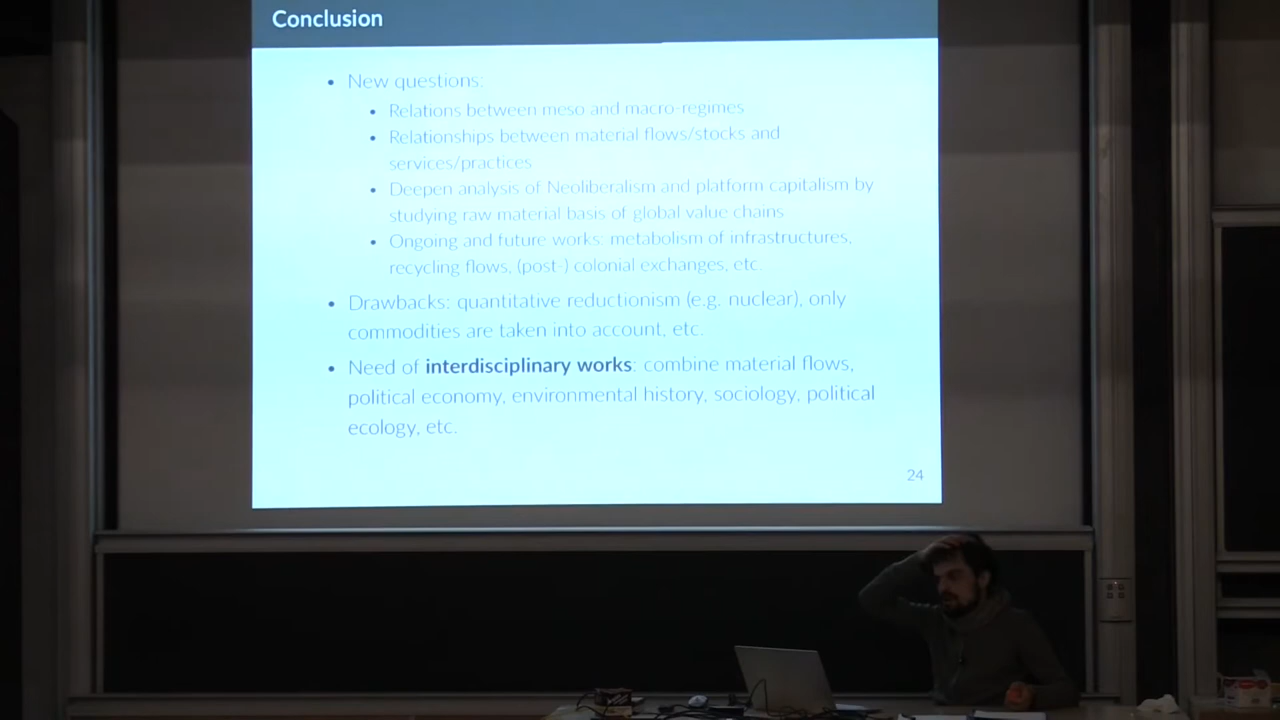 Conclusion
• New questions:
• Relations between meso and macro-regimes
• Relationships between material flows/stocks and
services/practices
• Deepen analysis of Neoliberalism and platform capitalism by
studying raw material basis of global value chains
• Ongoing and future works: metabolism of infrastructures,
recycling flows, (post-) colonial exchanges, etc.
• Drawbacks: quantitative reductionism (e.g. nuclear), only
commodities are taken into account, etc.
• Need of interdisciplinary works: combine material flows,
political economy, environmental history, sociology, political
ecology, etc.
24